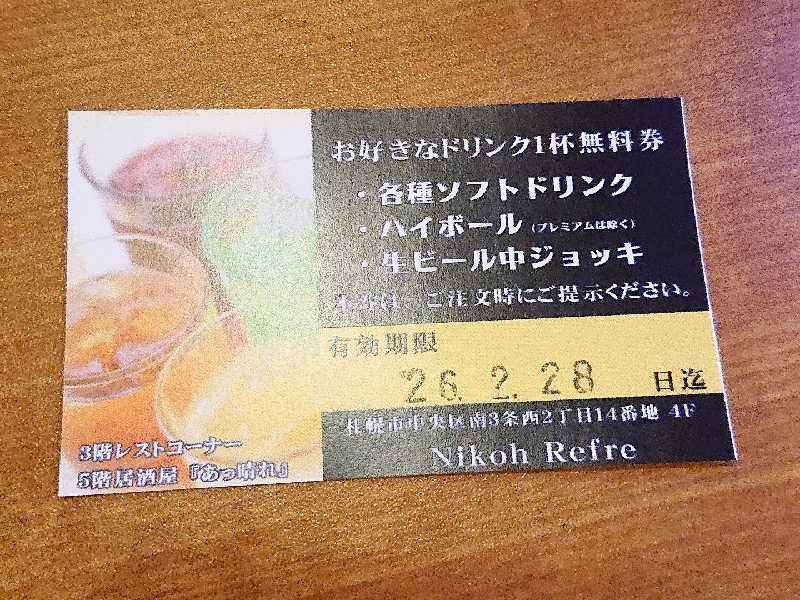 お好きなドリンク1杯無料券
・各種ソフトドリンク
・ハイボール（プレミアムは除く）
・生ビール中ジョッキ
本券は、ご注文時にご提示ください。
有効期限
26.2.28 日迄
札幌市中央区南3条西2丁目14番地 4F
Nikoh Refre
3階レストコーナー
5階居酒屋『あっ晴れ』